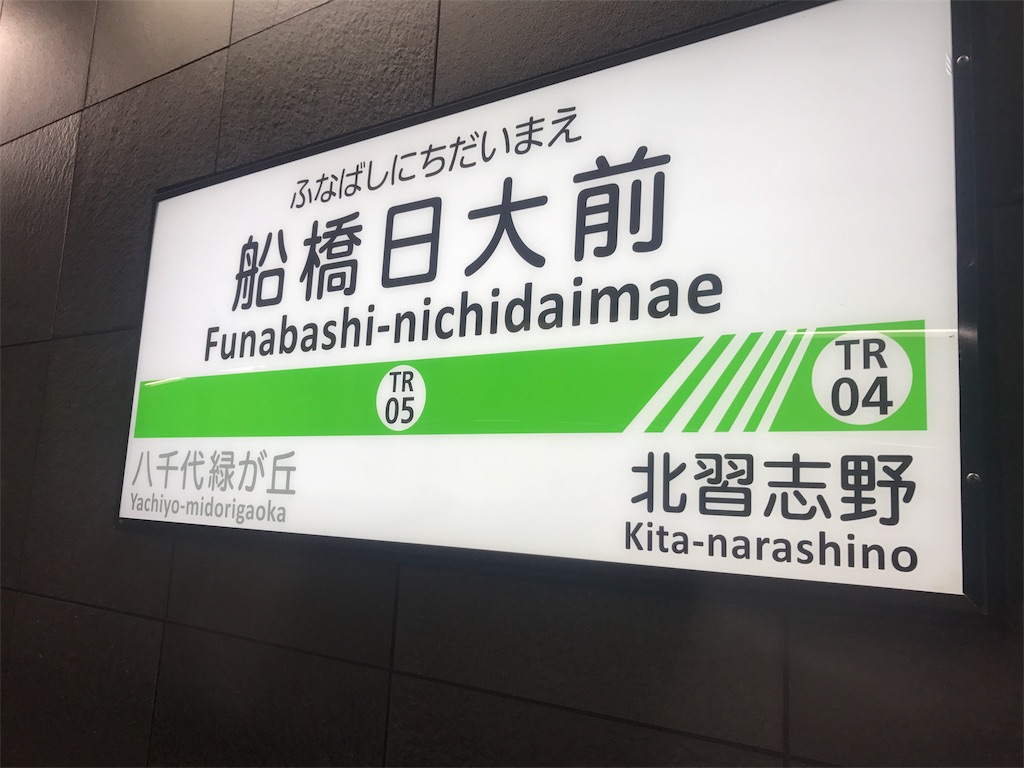 ふなばしにちだいまえ
船橋日大前
Funabashi-nichidaimae
TR
05
TR
04
八千代緑が丘
Yachiyo-midorigaoka
北習志野
Kita-narashino